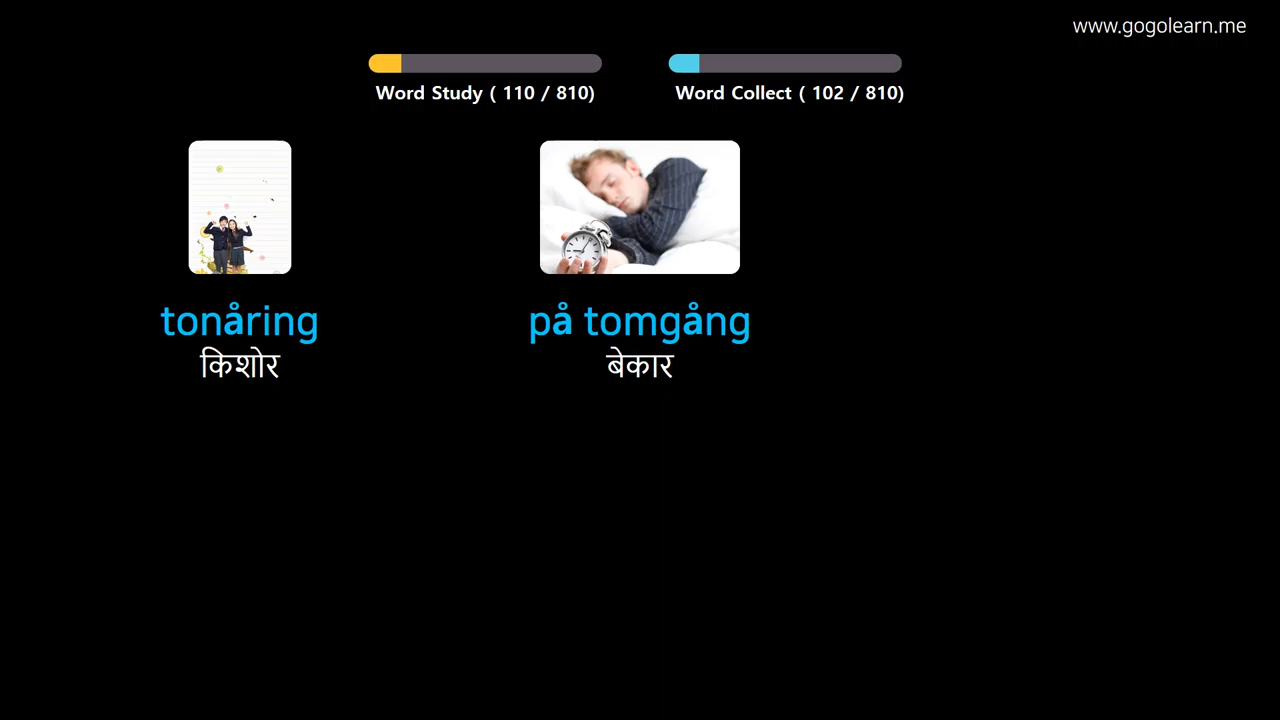 www.gogolearn.me
Word Study ( 110 / 810)
Word Collect ( 102 / 810)
tonåring
किशोर
på tomgång
बेकार